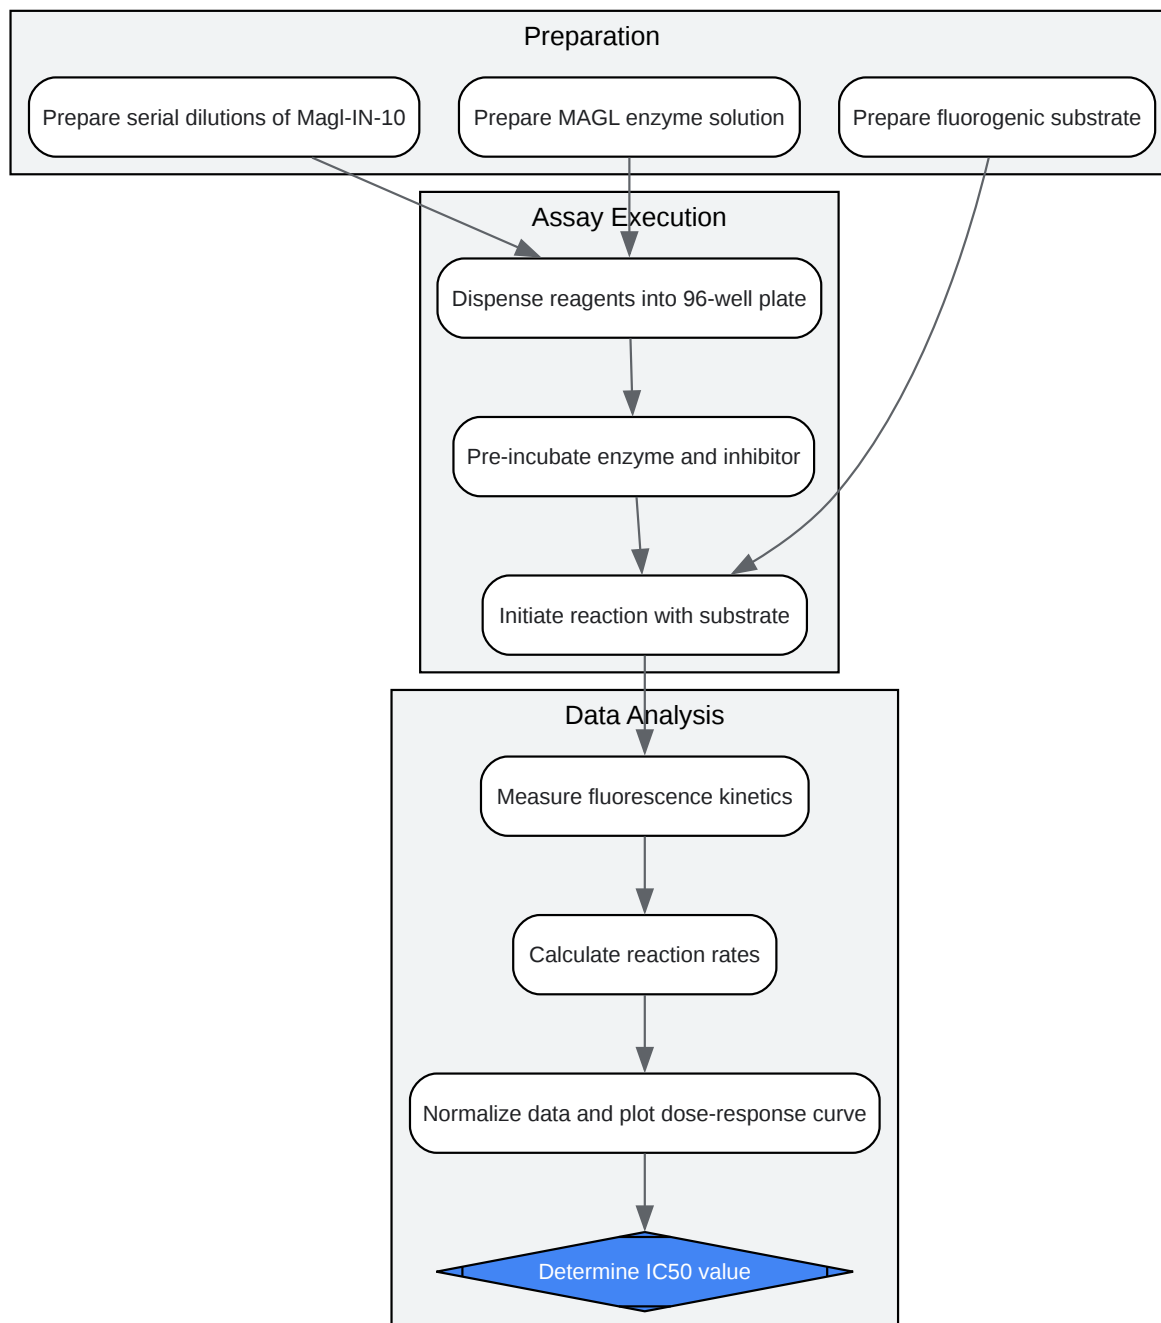 Preparation
Prepare serial dilutions of Magl-IN-10
Prepare MAGL enzyme solution
Prepare fluorogenic substrate
Assay Execution
Dispense reagents into 96-well plate
Pre-incubate enzyme and inhibitor
Initiate reaction with substrate
Data Analysis
Measure fluorescence kinetics
Calculate reaction rates
Normalize data and plot dose-response curve
Determine IC50 value